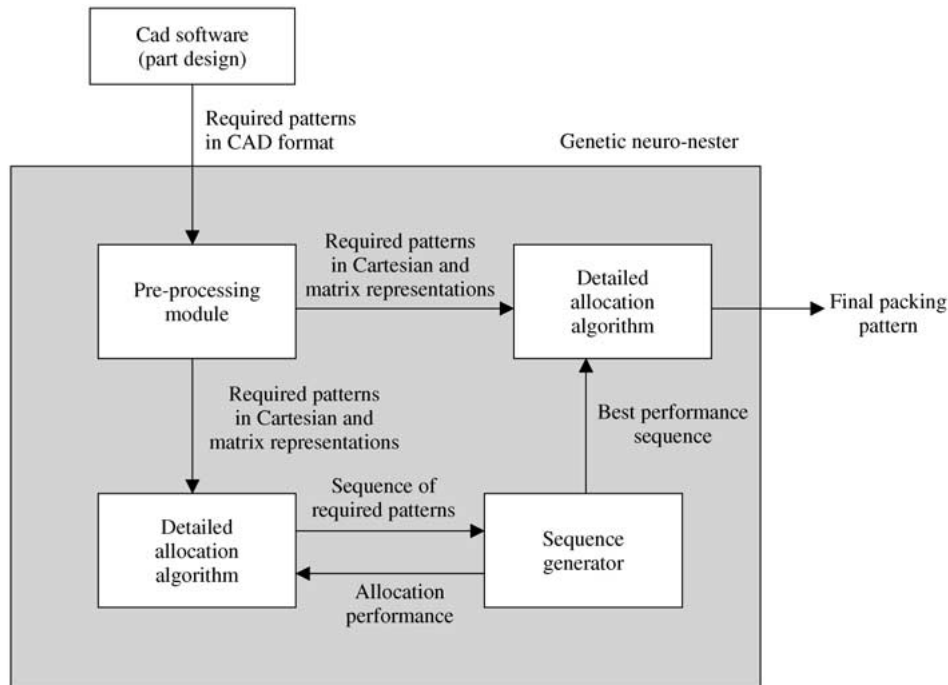 Cad software
(part design)
Required patterns
in CAD format
Genetic neuro-nester
Pre-processing
module
Required patterns
in Cartesian and
matrix representations
Detailed
allocation
algorithm
Final packing
pattern
Required patterns
in Cartesian and
matrix representations
Best performance
sequence
Detailed
allocation
algorithm
Sequence of
required patterns
Allocation
performance
Sequence
generator